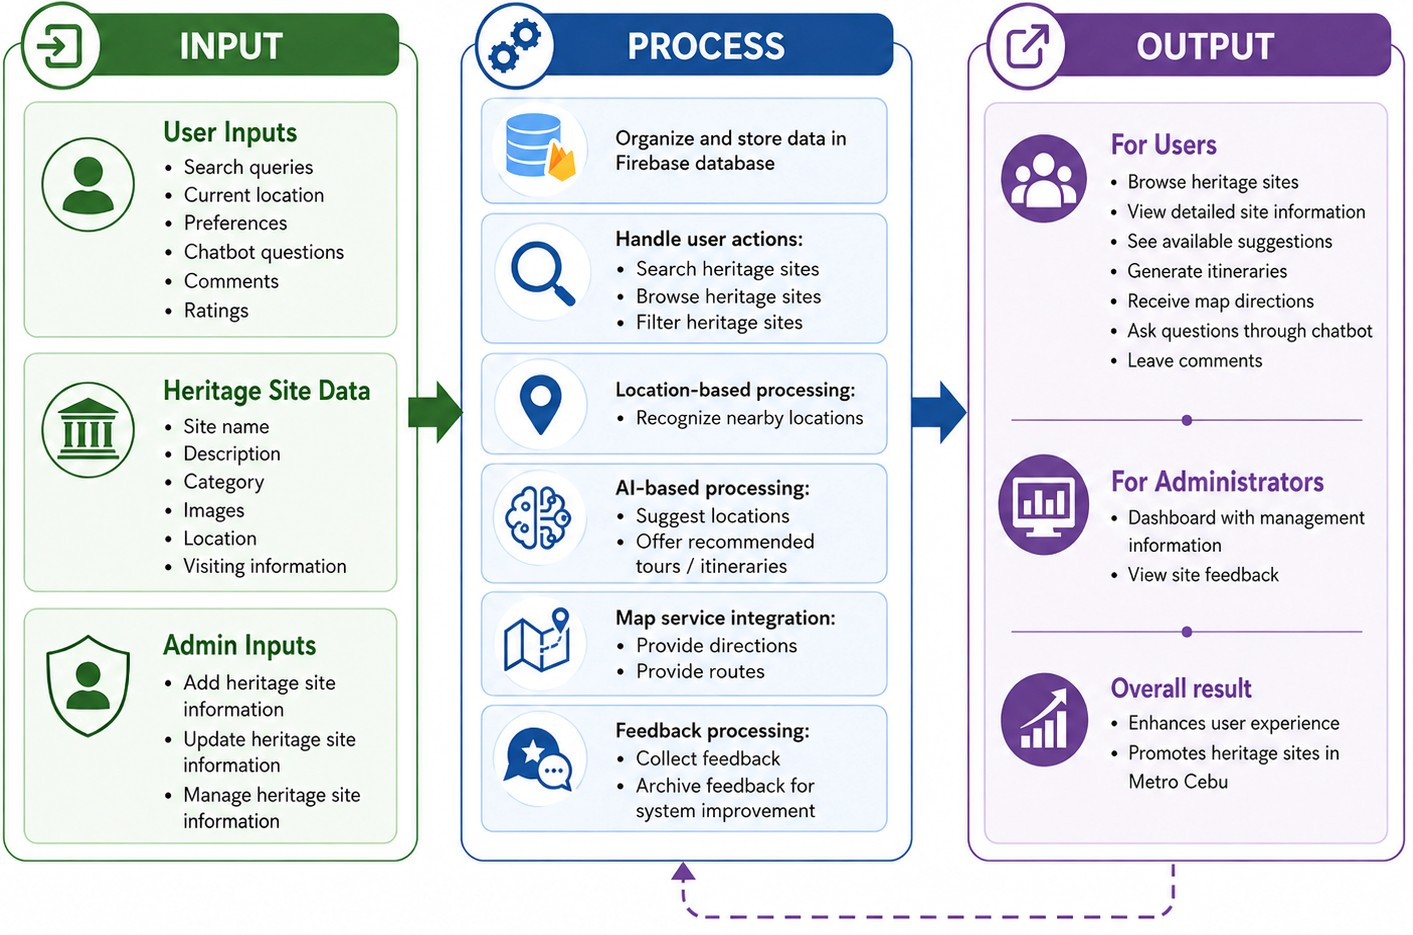 INPUT
User Inputs
• Search queries
• Current location
• Preferences
• Chatbot questions
• Comments
• Ratings
Heritage Site Data
• Site name
• Description
• Category
• Images
• Location
• Visiting information
Admin Inputs
• Add heritage site
information
• Update heritage site
information
• Manage heritage site
information
PROCESS
Organize and store data in
Firebase database
Handle user actions:
• Search heritage sites
• Browse heritage sites
• Filter heritage sites
Location-based processing:
• Recognize nearby locations
AI-based processing:
• Suggest locations
• Offer recommended
tours / itineraries
Map service integration:
• Provide directions
• Provide routes
Feedback processing:
• Collect feedback
• Archive feedback for
system improvement
OUTPUT
For Users
• Browse heritage sites
• View detailed site information
• See available suggestions
• Generate itineraries
• Receive map directions
• Ask questions through chatbot
• Leave comments
For Administrators
• Dashboard with management
information
• View site feedback
Overall result
• Enhances user experience
• Promotes heritage sites in
Metro Cebu